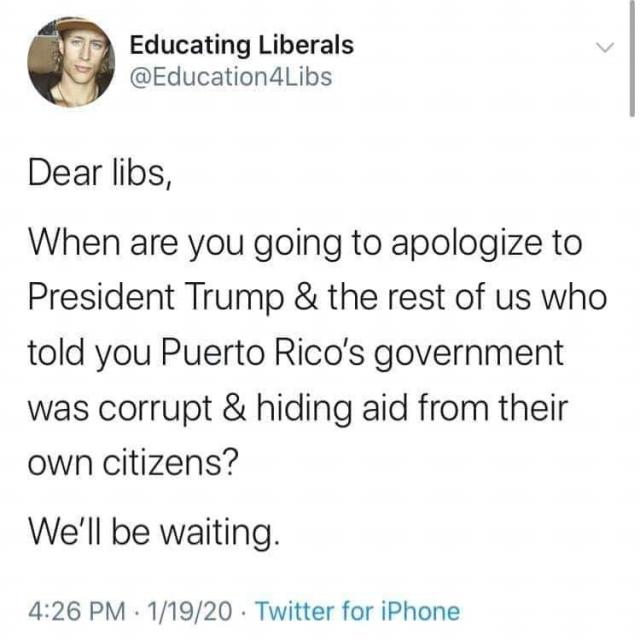 Educating Liberals
@Education4Libs
Dear libs,
When are you going to apologize to
President Trump & the rest of us who
told you Puerto Rico's government
was corrupt & hiding aid from their
own citizens?
We'll be waiting.
4:26 PM · 1/19/20 · Twitter for iPhone